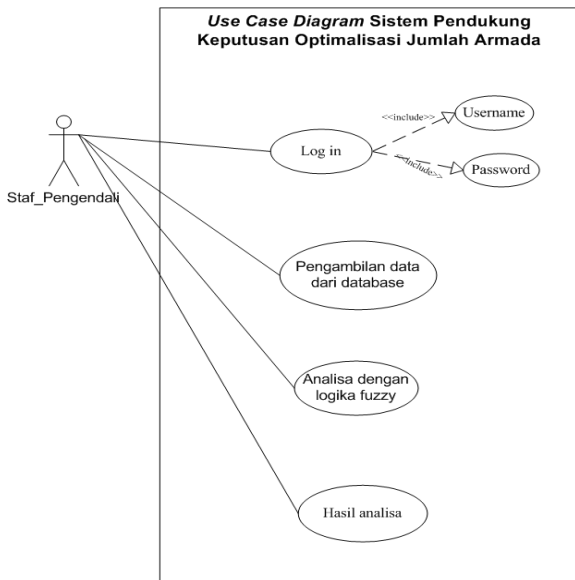 Use Case Diagram Sistem Pendukung
Keputusan Optimalisasi Jumlah Armada
<<include>>
Username
Log in
<<include>>
Password
Staf_Pengendali
Pengambilan data
dari database
Analisa dengan
logika fuzzy
Hasil analisa